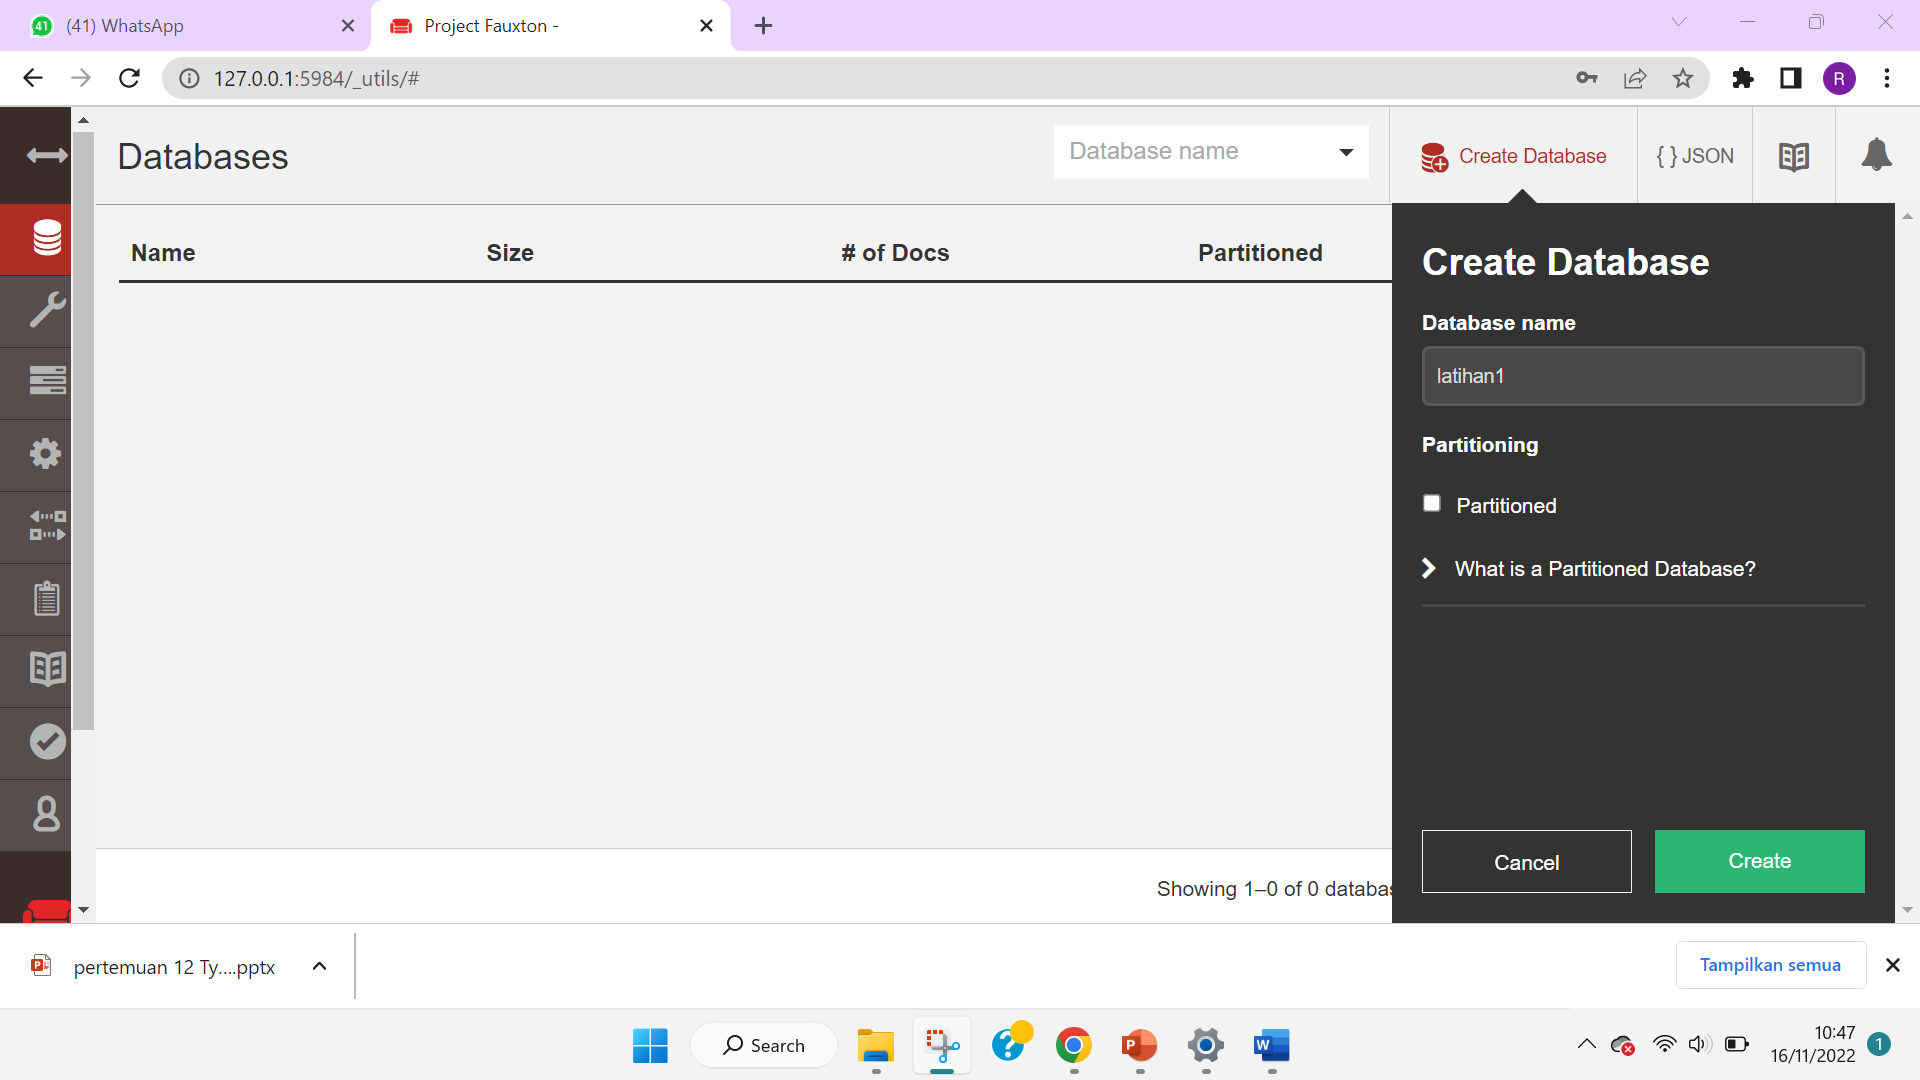 41 (41) WhatsApp
Project Fauxton -
127.0.0.1:5984/_utils/#
R
Databases
Database name
Create Database
{ } JSON
Name Size # of Docs Partitioned
Create Database
Database name
latihan1
Partitioning
Partitioned
What is a Partitioned Database?
Cancel
Create
Showing 1–0 of 0 databas
pertemuan 12 Ty....pptx
Tampilkan semua
Search
10:47
16/11/2022
1